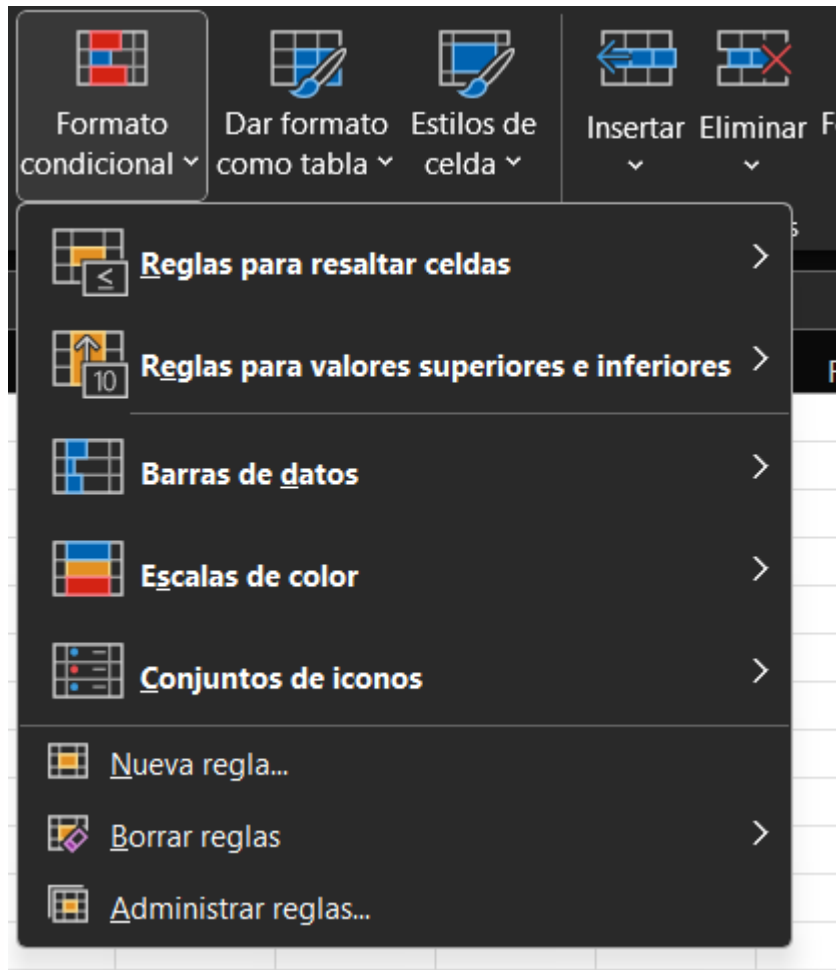 Formato
condicional
Dar formato
como tabla
Estilos de
celda
Insertar
Eliminar
≤
Reglas para resaltar celdas
10
Reglas para valores superiores e inferiores
Barras de datos
Escalas de color
Conjuntos de iconos
Nueva regla...
Borrar reglas
Administrar reglas...